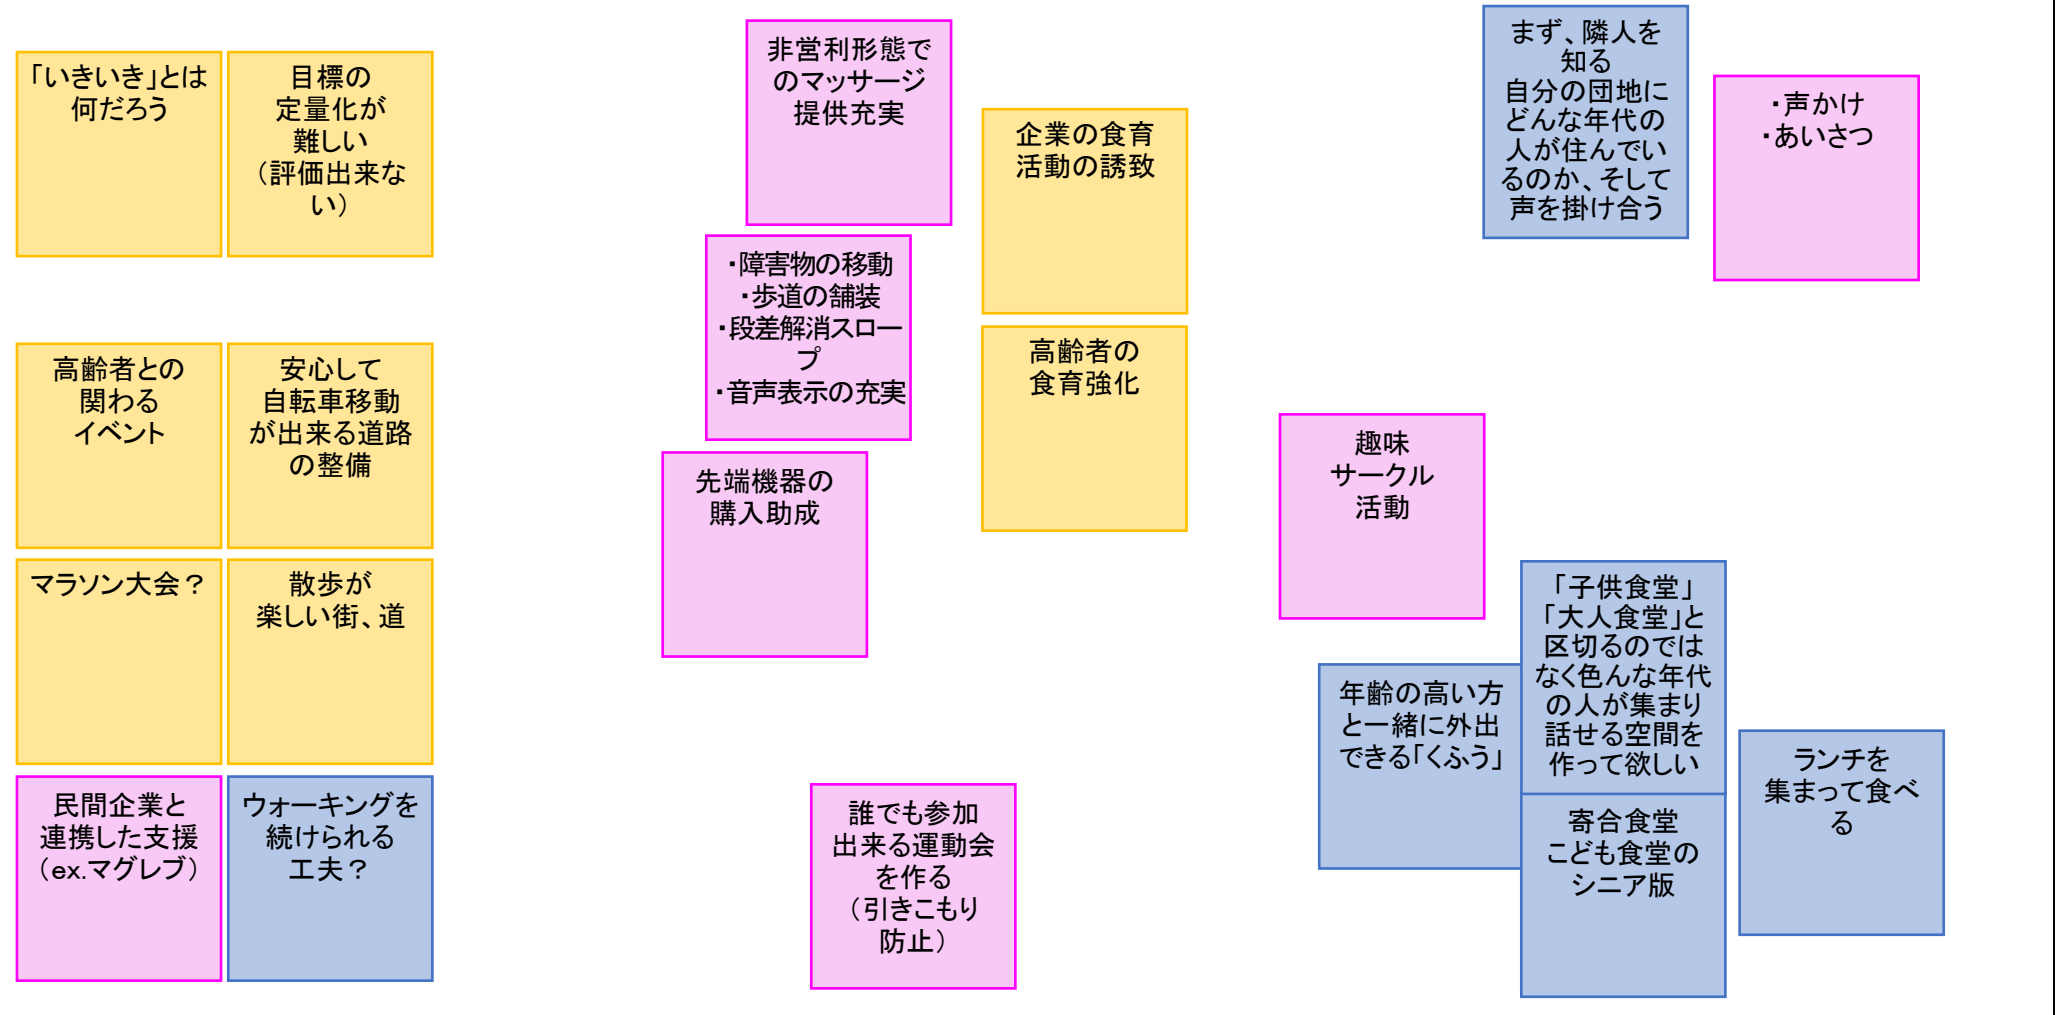 「いきいき」とは
何だろう
目標の
定量化が
難しい
（評価出来な
い）
高齢者との
関わる
イベント
安心して
自転車移動
が出来る道路
の整備
マラソン大会？
散歩が
楽しい街、道
民間企業と
連携した支援
（ex.マグレブ）
ウォーキングを
続けられる
工夫？
非営利形態で
のマッサージ
提供充実
・障害物の移動
・歩道の舗装
・段差解消スロー
プ
・音声表示の充実
先端機器の
購入助成
企業の食育
活動の誘致
高齢者の
食育強化
誰でも参加
出来る運動会
を作る
（引きこもり
防止）
まず、隣人を
知る
自分の団地に
どんな年代の
人が住んでい
るのか、そして
声を掛け合う
・声かけ
・あいさつ
趣味
サークル
活動
年齢の高い方
と一緒に外出
できる「くふう」
「子供食堂」
「大人食堂」と
区切るのでは
なく色んな年代
の人が集まり
話せる空間を
作って欲しい
寄合食堂
こども食堂の
シニア版
ランチを
集まって食べ
る